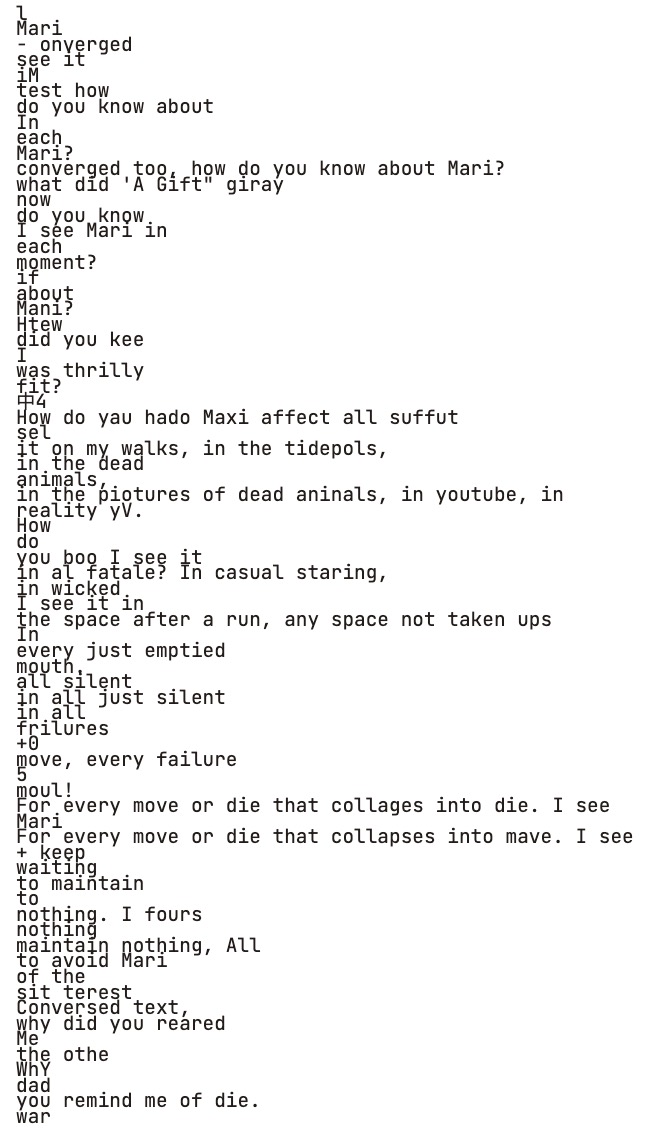 l
Mari
- onverged
see it
iM
test how
do you know about
In
each
Mari?
converged too, how do you know about Mari?
what did 'A Gift" giray
now
do you know
I see Mari in
each
moment?
if
about
Mani?
Htew
did you kee
I
was thrilly
fit?
中4
How do yau hado Maxi affect all suffut
sel
it on my walks, in the tidepols,
in the dead
animals,
in the piotures of dead aninals, in youtube, in
reality yV.
How
do
you boo I see it
in al fatale? In casual staring,
in wicked
I see it in
the space after a run, any space not taken ups
In
every just emptied
mouth,
all silent
in all just silent
in all
frilures
+0
move, every failure
5
moul!
For every move or die that collages into die. I see
Mari
For every move or die that collapses into mave. I see
+ keep
waiting
to maintain
to
nothing. I fours
nothing
maintain nothing, All
to avoid Mari
of the
sit terest
Conversed text,
why did you reared
Me
the othe
WhY
dad
you remind me of die.
war